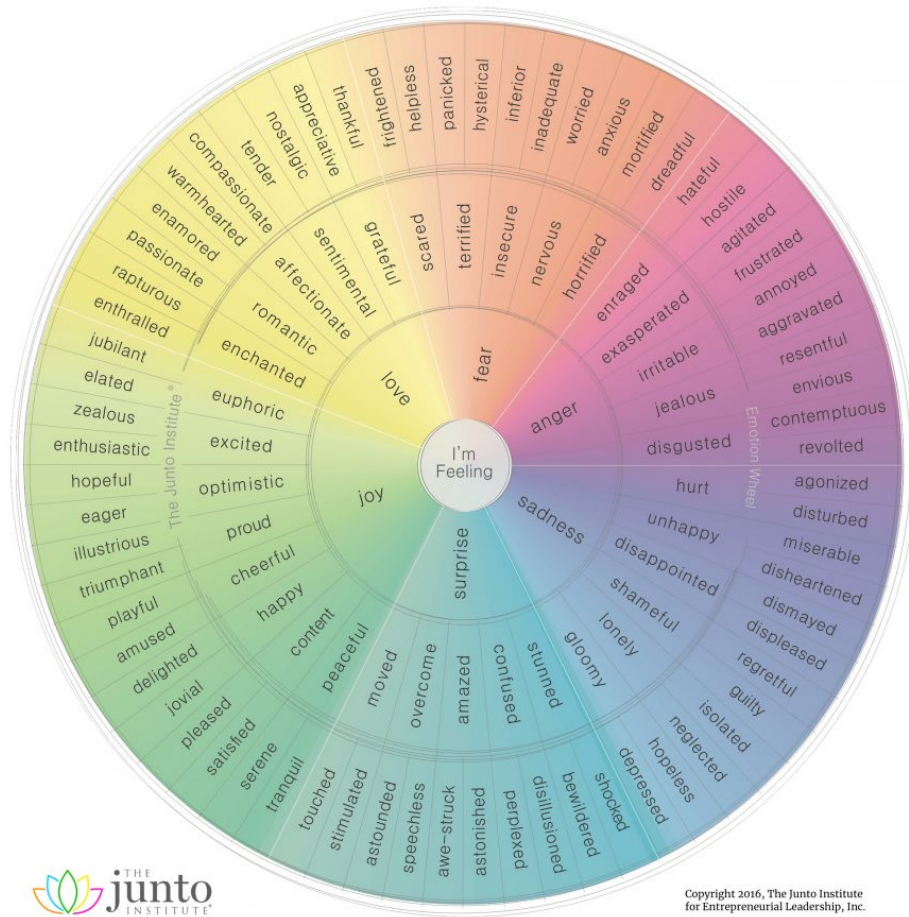 I'm
Feeling
fear
anger
sadness
surprise
joy
love
scared
terrified
insecure
nervous
horrified
enraged
exasperated
irritable
jealous
disgusted
hurt
unhappy
disappointed
shameful
lonely
gloomy
stunned
confused
amazed
overcome
moved
peaceful
content
happy
cheerful
proud
optimistic
excited
euphoric
enchanted
romantic
affectionate
sentimental
grateful
frightened
helpless
panicked
hysterical
inferior
inadequate
worried
anxious
mortified
dreadful
hateful
hostile
agitated
frustrated
annoyed
aggravated
resentful
envious
contemptuous
revolted
agonized
disturbed
miserable
disheartened
dismayed
displeased
regretful
guilty
isolated
neglected
hopeless
depressed
shocked
bewildered
disillusioned
perplexed
astonished
awe-struck
speechless
astounded
stimulated
touched
tranquil
serene
satisfied
pleased
jovial
delighted
amused
playful
triumphant
illustrious
eager
hopeful
enthusiastic
zealous
elated
jubilant
enthralled
rapturous
passionate
enamored
warmhearted
compassionate
tender
nostalgic
appreciative
thankful
The Junto Institute®
Emotion Wheel
THE
junto
INSTITUTE®
Copyright 2016, The Junto Institute
for Entrepreneurial Leadership, Inc.